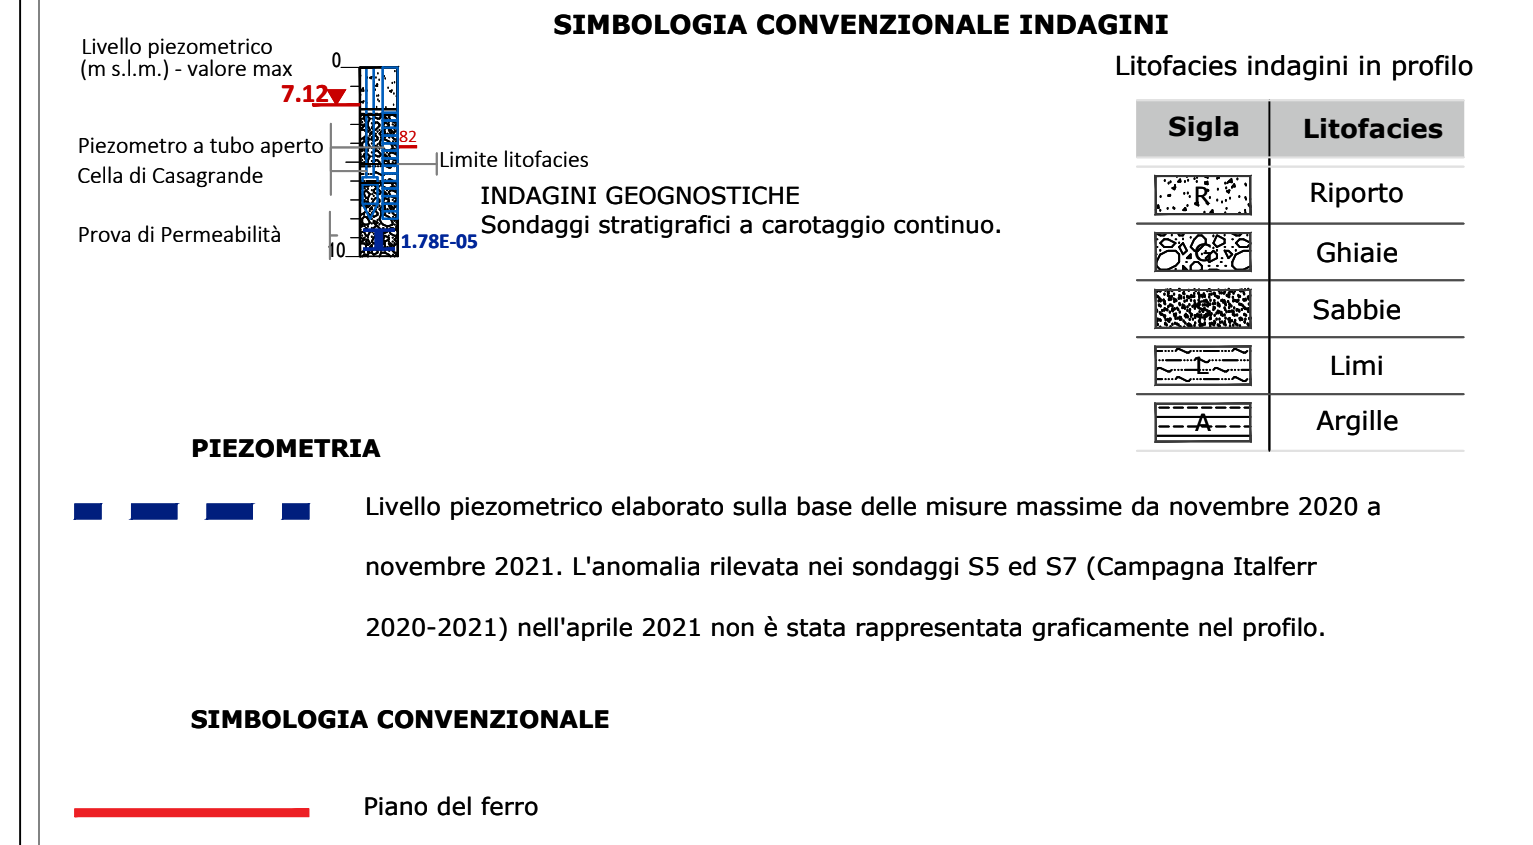 SIMBOLOGIA CONVENZIONALE INDAGINI
Livello piezometrico
(m s.l.m.) - valore max
0
7.12
82
Piezometro a tubo aperto
Cella di Casagrande
Limite litofacies
Prova di Permeabilità
10
1.78E-05
INDAGINI GEOGNOSTICHE
Sondaggi stratigrafici a carotaggio continuo.
Litofacies indagini in profilo
Sigla Litofacies
R Riporto
G Ghiaie
S Sabbie
L Limi
A Argille
PIEZOMETRIA
Livello piezometrico elaborato sulla base delle misure massime da novembre 2020 a
novembre 2021. L'anomalia rilevata nei sondaggi S5 ed S7 (Campagna Italferr
2020-2021) nell'aprile 2021 non è stata rappresentata graficamente nel profilo.
SIMBOLOGIA CONVENZIONALE
Piano del ferro